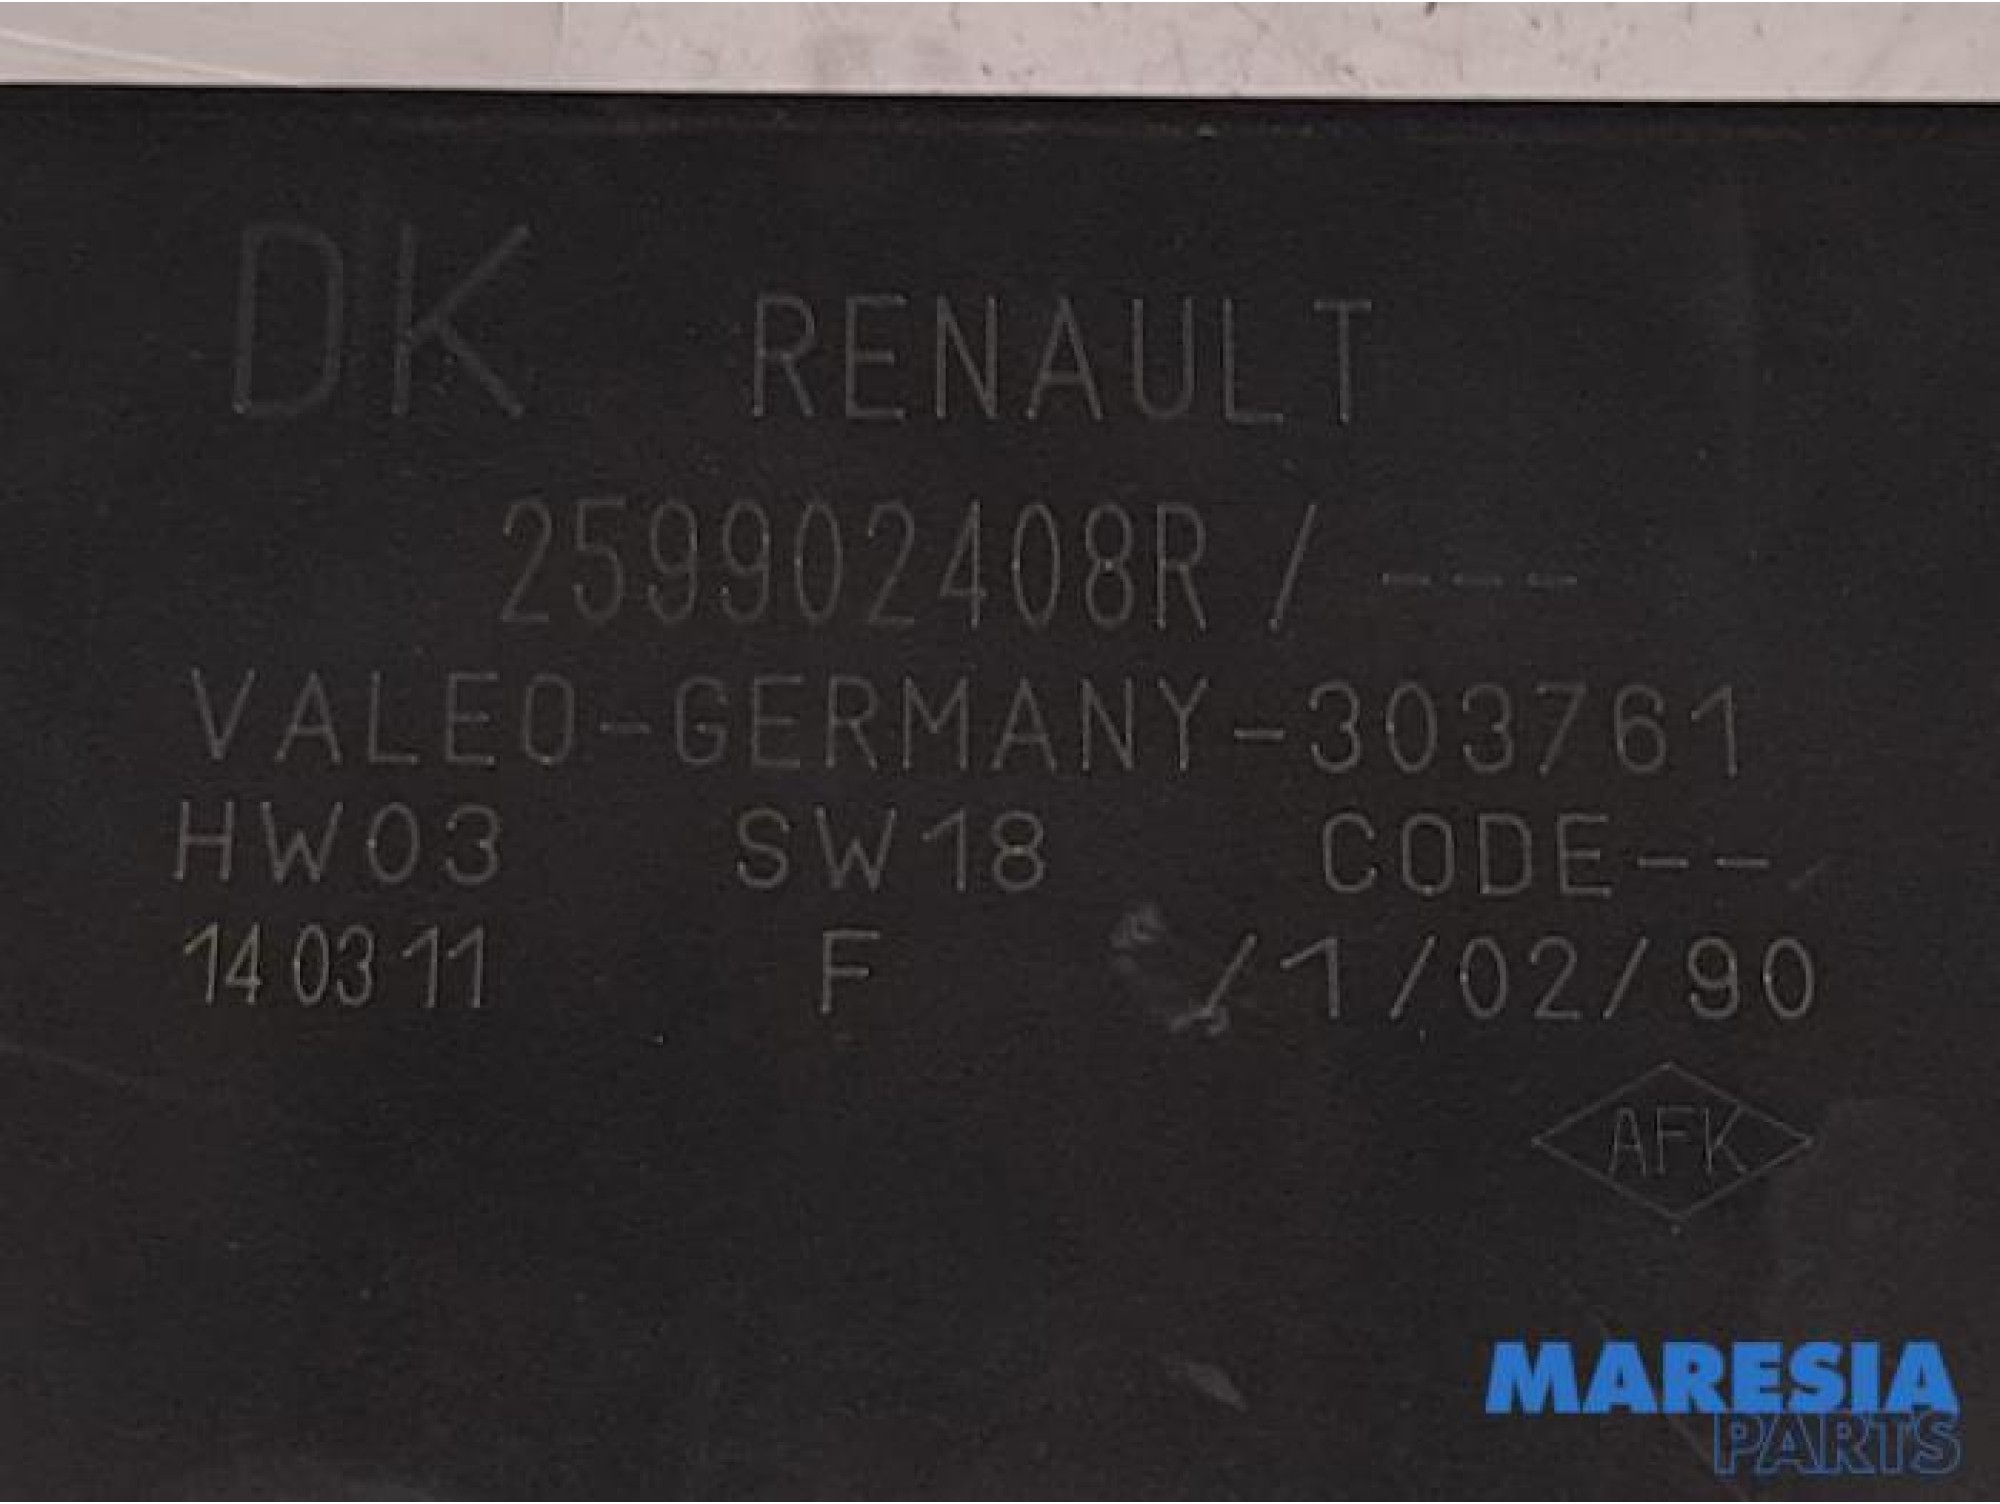 DK RENAULT
259902408R / ---
VALEO-GERMANY-303761
HW03 SW18 CODE--
14 03 11 F /1/02/90
AFK
MARESIA
PARTS